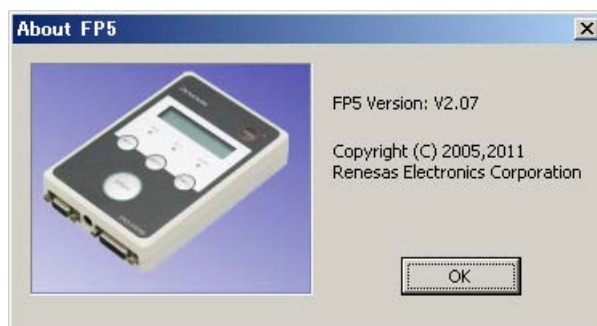 About FP5
FP5 Version: V2.07
Copyright (C) 2005,2011
Renesas Electronics Corporation
OK